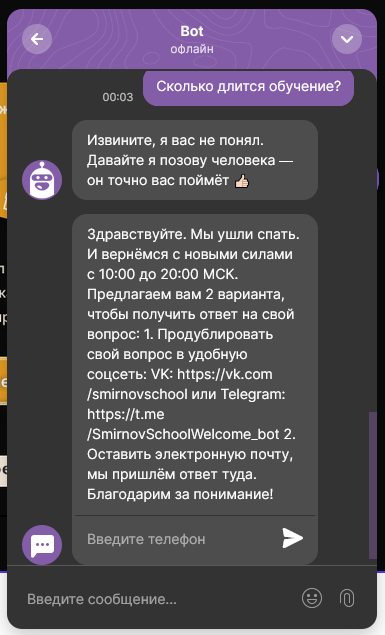 Bot
офлайн
Сколько длится обучение?
00:03
Извините, я вас не понял.
Давайте я позову человека —
он точно вас поймёт 👍🏻
Здравствуйте. Мы ушли спать.
И вернёмся с новыми силами
с 10:00 до 20:00 МСК.
Предлагаем вам 2 варианта,
чтобы получить ответ на свой
вопрос: 1. Продублировать
свой вопрос в удобную
соцсеть: VK: https://vk.com
/smirnovschool или Telegram:
https://t.me
/SmirnovSchoolWelcome_bot 2.
Оставить электронную почту,
мы пришлём ответ туда.
Благодарим за понимание!
Введите телефон
Введите сообщение...